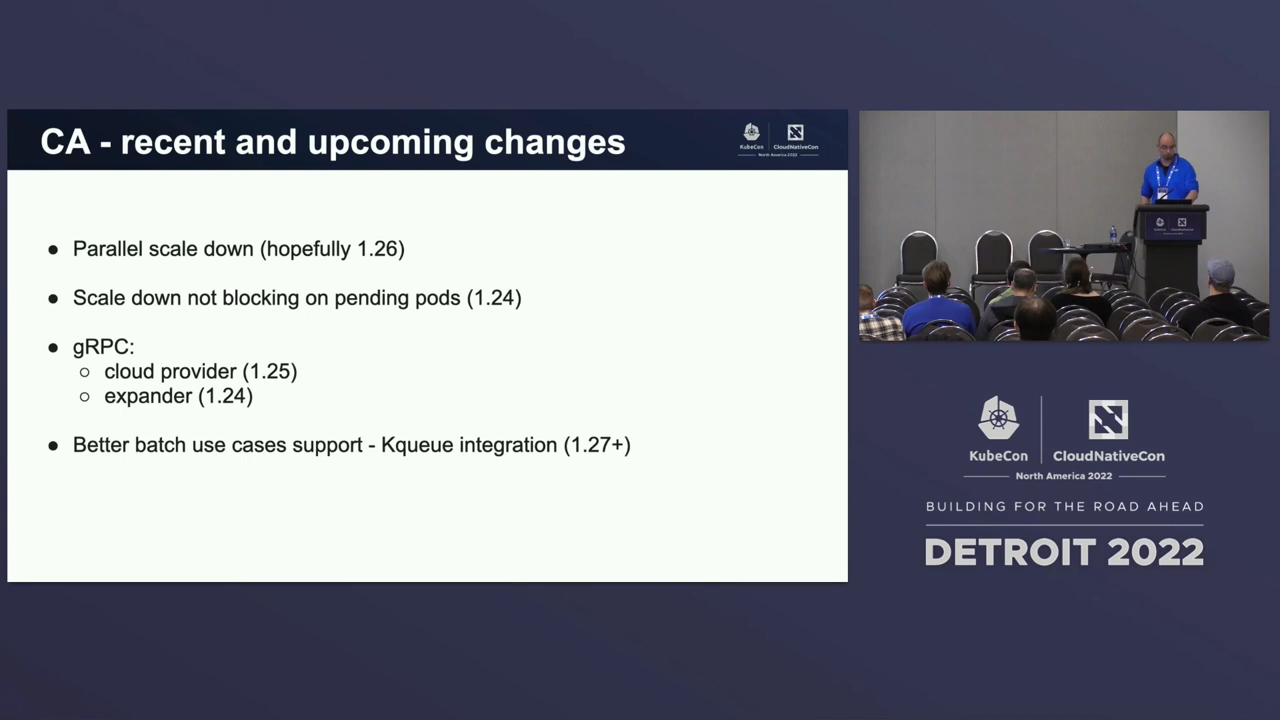 CA - recent and upcoming changes
KubeCon
CloudNativeCon
North America 2022
● Parallel scale down (hopefully 1.26)
● Scale down not blocking on pending pods (1.24)
● gRPC:
○ cloud provider (1.25)
○ expander (1.24)
● Better batch use cases support - Kqueue integration (1.27+)
KubeCon
CloudNativeCon
North America 2022
BUILDING FOR THE ROAD AHEAD
DETROIT 2022